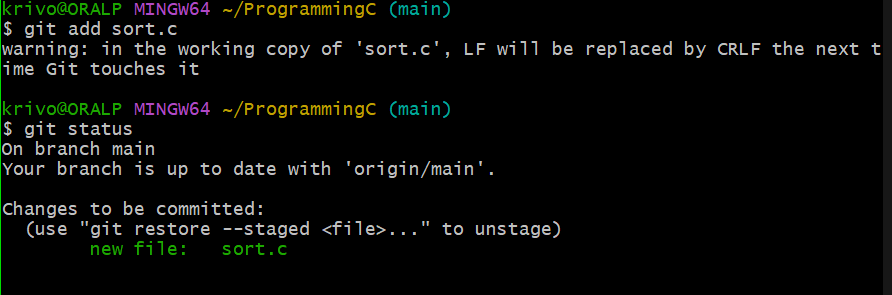 krivo@ORALP MINGW64 ~/ProgrammingC (main)
$ git add sort.c
warning: in the working copy of 'sort.c', LF will be replaced by CRLF the next t
ime Git touches it
krivo@ORALP MINGW64 ~/ProgrammingC (main)
$ git status
On branch main
Your branch is up to date with 'origin/main'.
Changes to be committed:
  (use "git restore --staged <file>..." to unstage)
        new file:   sort.c